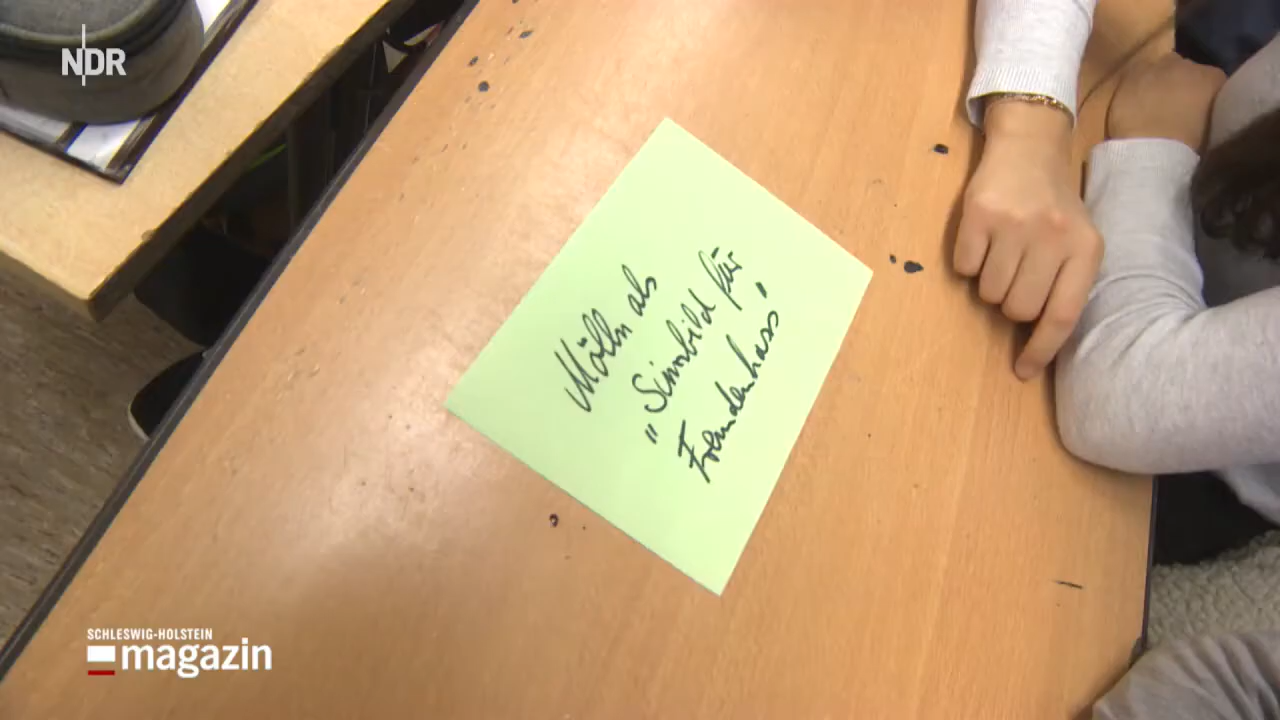 NDR
Mölln als
"Sinnbild für
Fremdenhass"
SCHLESWIG-HOLSTEIN
magazin